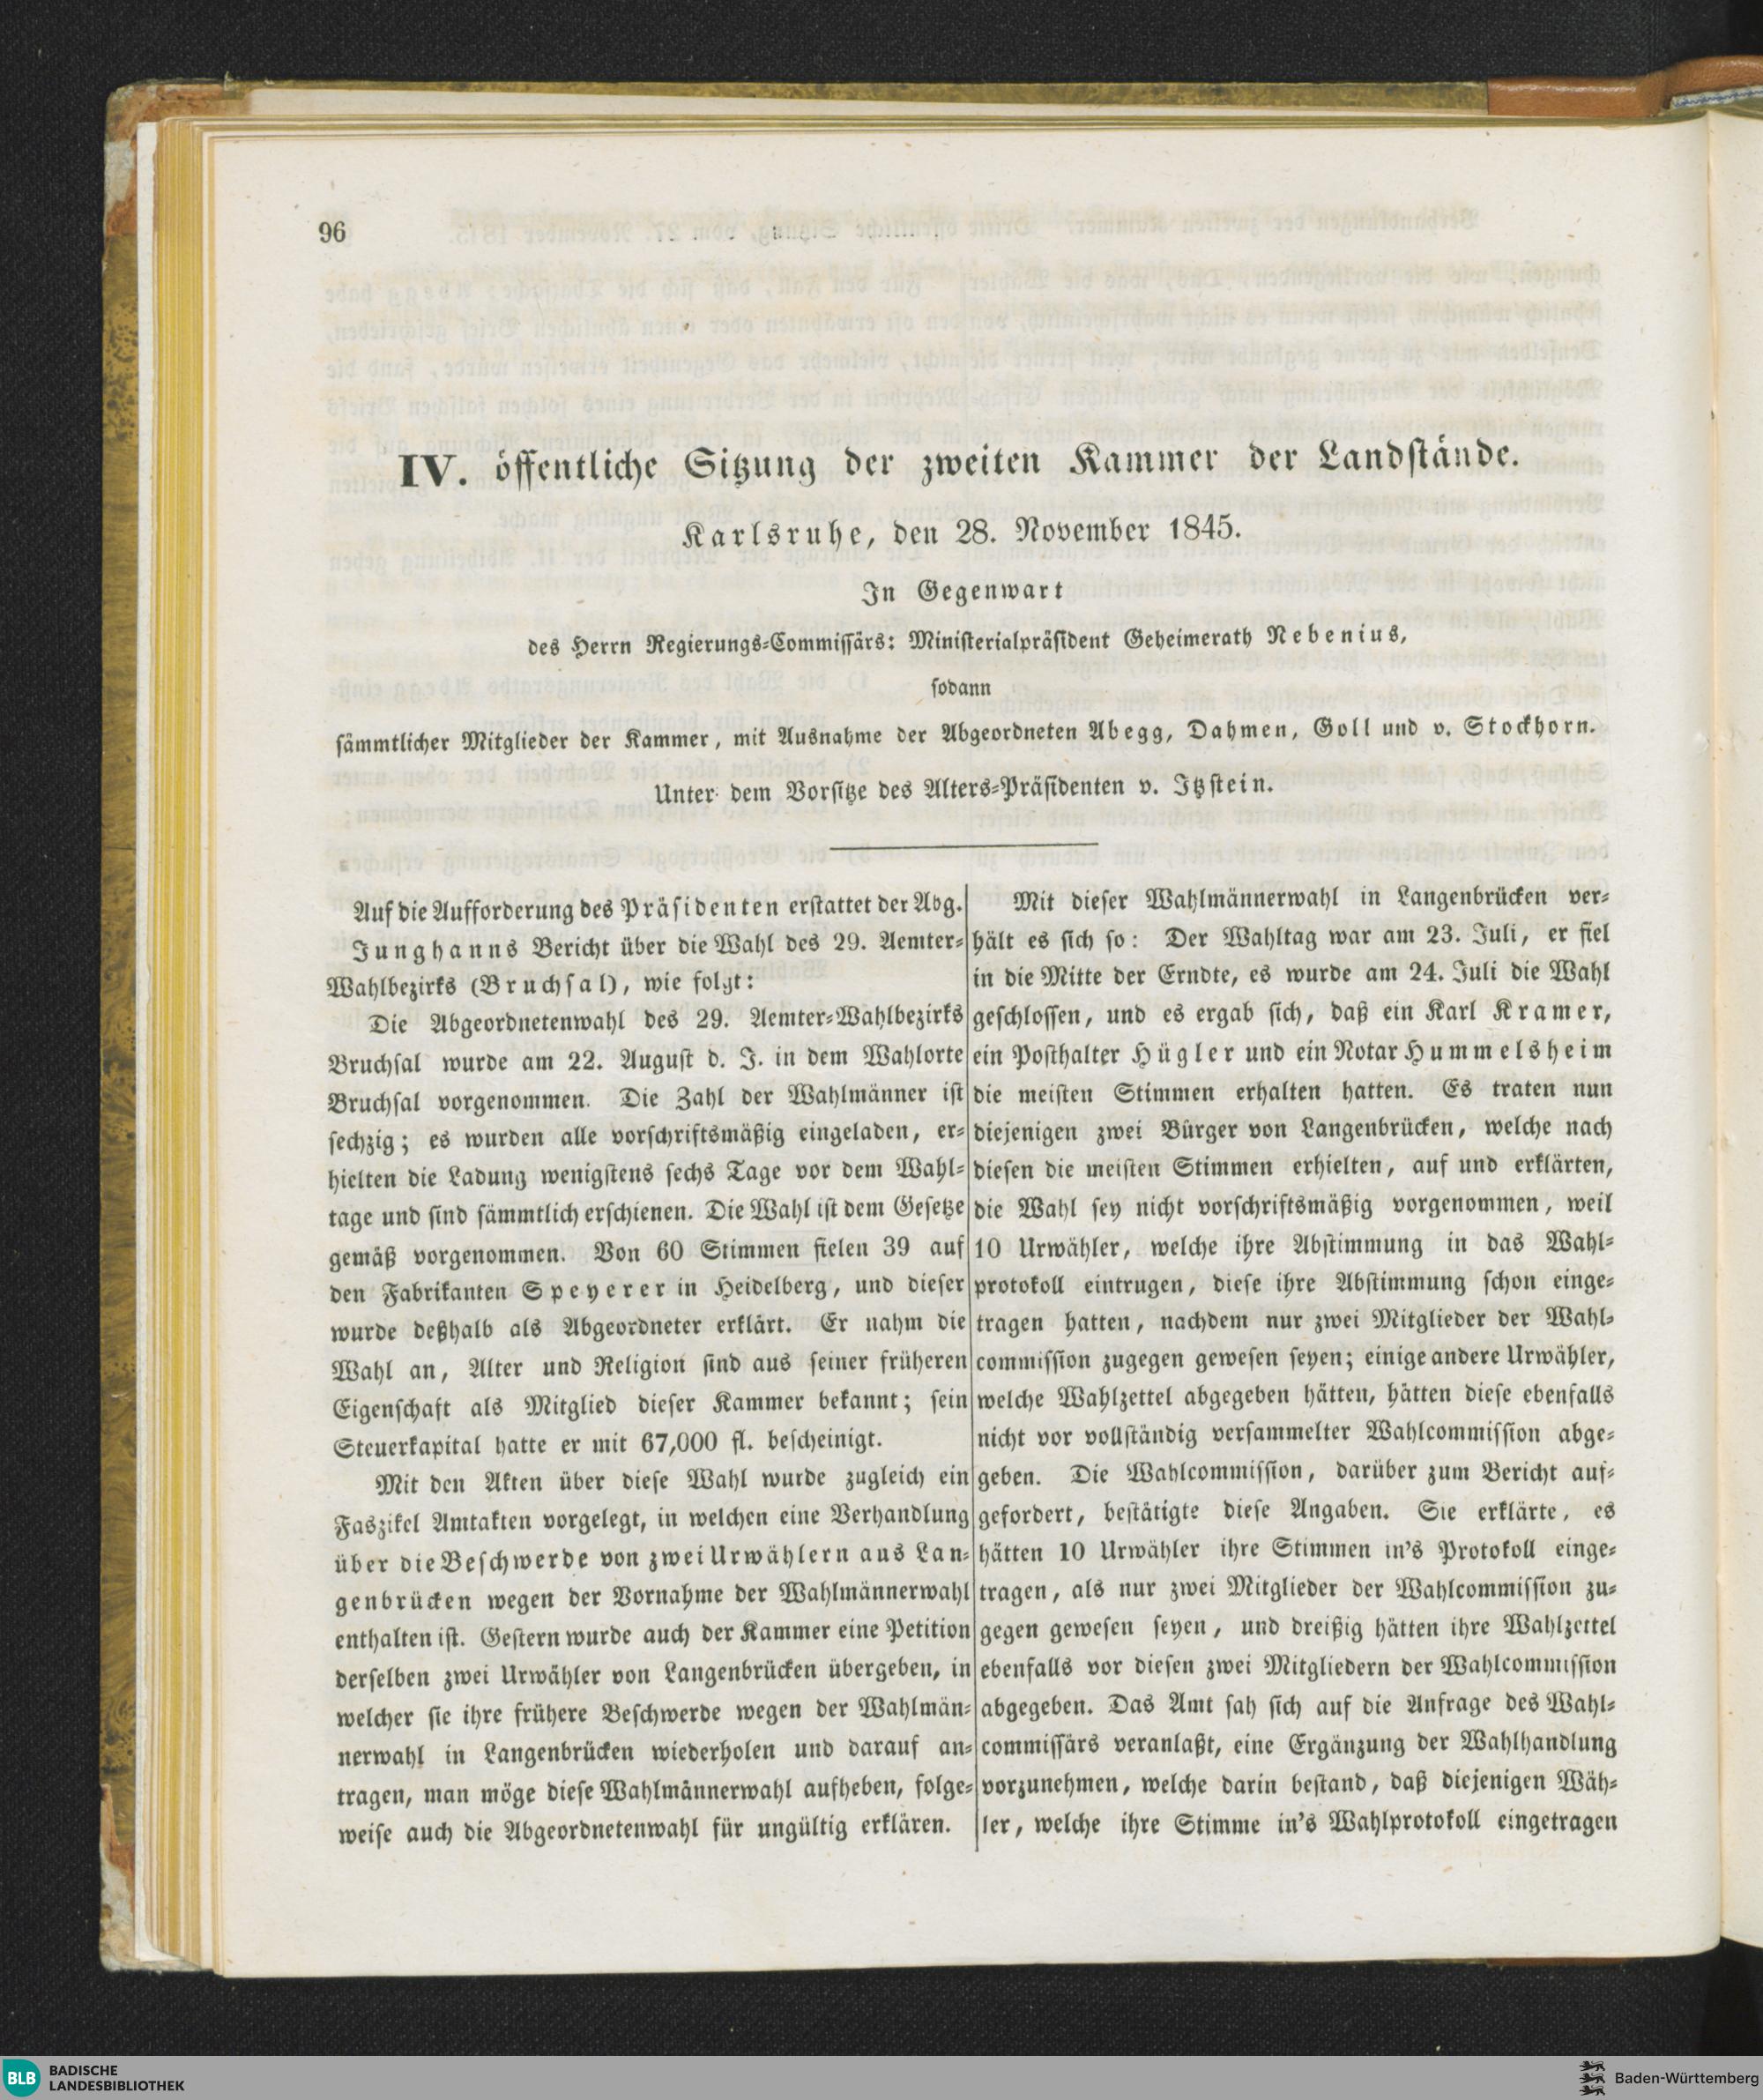 96
IV. öffentliche Sitzung der zweiten Kammer der Landstände.
Karlsruhe, den 28. November 1845.
In Gegenwart
des Herrn Regierungs-Commissärs: Ministerialpräsident Geheimerath Nebenius,
sodann
sämmtlicher Mitglieder der Kammer, mit Ausnahme der Abgeordneten Abegg, Dahmen, Goll und v. Stockhorn.
Unter dem Vorsitze des Alters-Präsidenten v. Itzstein.
Auf die Aufforderung des Präsidenten erstattet der Abg.
Junghanns Bericht über die Wahl des 29. Aemter-
Wahlbezirks (Bruchsal), wie folgt:
Die Abgeordnetenwahl des 29. Aemter-Wahlbezirks
Bruchsal wurde am 22. August d. J. in dem Wahlorte
Bruchsal vorgenommen. Die Zahl der Wahlmänner ist
sechzig; es wurden alle vorschriftsmäßig eingeladen, er-
hielten die Ladung wenigstens sechs Tage vor dem Wahl-
tage und sind sämmtlich erschienen. Die Wahl ist dem Gesetze
gemäß vorgenommen. Von 60 Stimmen fielen 39 auf
den Fabrikanten Speyerer in Heidelberg, und dieser
wurde deßhalb als Abgeordneter erklärt. Er nahm die
Wahl an, Alter und Religion sind aus seiner früheren
Eigenschaft als Mitglied dieser Kammer bekannt; sein
Steuerkapital hatte er mit 67,000 fl. bescheinigt.
Mit den Akten über diese Wahl wurde zugleich ein
Faszikel Amtakten vorgelegt, in welchen eine Verhandlung
über die Beschwerde von zwei Urwählern aus Lan-
genbrücken wegen der Vornahme der Wahlmännerwahl
enthalten ist. Gestern wurde auch der Kammer eine Petition
derselben zwei Urwähler von Langenbrücken übergeben, in
welcher sie ihre frühere Beschwerde wegen der Wahlmän-
nerwahl in Langenbrücken wiederholen und darauf an-
tragen, man möge diese Wahlmännerwahl aufheben, folge-
weise auch die Abgeordnetenwahl für ungültig erklären.
Mit dieser Wahlmännerwahl in Langenbrücken ver-
hält es sich so: Der Wahltag war am 23. Juli, er fiel
in die Mitte der Erndte, es wurde am 24. Juli die Wahl
geschlossen, und es ergab sich, daß ein Karl Kramer,
ein Posthalter Hügler und ein Notar Hummelsheim
die meisten Stimmen erhalten hatten. Es traten nun
diejenigen zwei Bürger von Langenbrücken, welche nach
diesen die meisten Stimmen erhielten, auf und erklärten,
die Wahl sey nicht vorschriftsmäßig vorgenommen, weil
10 Urwähler, welche ihre Abstimmung in das Wahl-
protokoll eintrugen, diese ihre Abstimmung schon einge-
tragen hatten, nachdem nur zwei Mitglieder der Wahl-
commission zugegen gewesen seyen; einige andere Urwähler,
welche Wahlzettel abgegeben hätten, hätten diese ebenfalls
nicht vor vollständig versammelter Wahlcommission abge-
geben. Die Wahlcommission, darüber zum Bericht auf-
gefordert, bestätigte diese Angaben. Sie erklärte, es
hätten 10 Urwähler ihre Stimmen in's Protokoll einge-
tragen, als nur zwei Mitglieder der Wahlcommission zu-
gegen gewesen seyen, und dreißig hätten ihre Wahlzettel
ebenfalls vor diesen zwei Mitgliedern der Wahlcommission
abgegeben. Das Amt sah sich auf die Anfrage des Wahl-
commissärs veranlaßt, eine Ergänzung der Wahlhandlung
vorzunehmen, welche darin bestand, daß diejenigen Wäh-
ler, welche ihre Stimme in's Wahlprotokoll eingetragen
BLB BADISCHE
LANDESBIBLIOTHEK
Baden-Württemberg